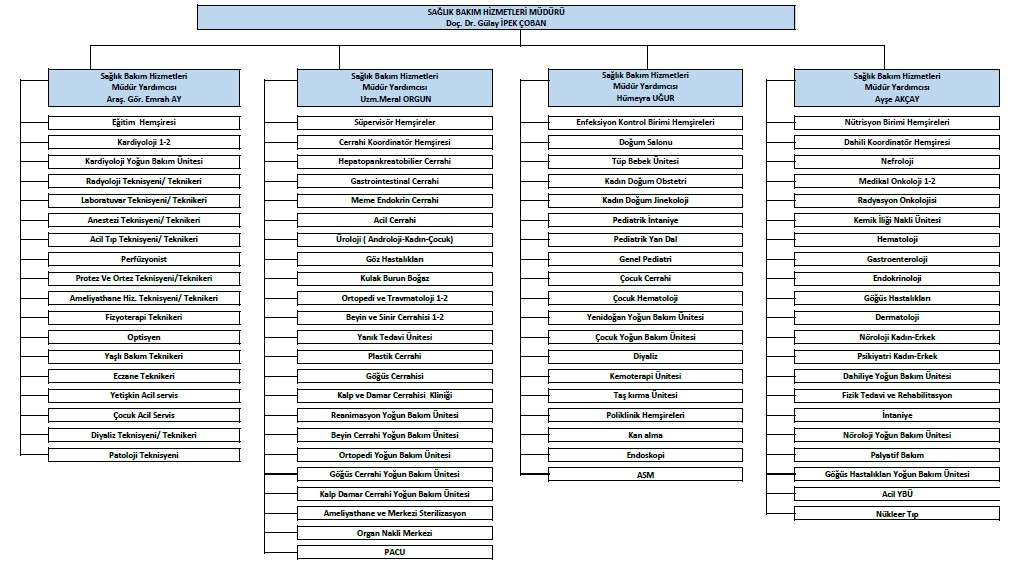 SAĞLIK BAKIM HİZMETLERİ MÜDÜRÜ
Doç. Dr. Gülay İPEK ÇOBAN
Sağlık Bakım Hizmetleri
Müdür Yardımcısı
Araş. Gör. Emrah AY
Eğitim Hemşiresi
Kardiyoloji 1-2
Kardiyoloji Yoğun Bakım Ünitesi
Radyoloji Teknisyeni/ Teknikeri
Laboratuvar Teknisyeni/ Teknikeri
Anestezi Teknisyeni/ Teknikeri
Acil Tıp Teknisyeni/ Teknikeri
Perfüzyonist
Protez Ve Ortez Teknisyeni/Teknikeri
Ameliyathane Hiz. Teknisyeni/ Teknikeri
Fizyoterapi Teknikeri
Optisyen
Yaşlı Bakım Teknikeri
Eczane Teknikeri
Yetişkin Acil servis
Çocuk Acil Servis
Diyaliz Teknisyeni/ Teknikeri
Patoloji Teknisyeni
Sağlık Bakım Hizmetleri
Müdür Yardımcısı
Uzm.Meral ORGUN
Süpervisör Hemşireler
Cerrahi Koordinatör Hemşiresi
Hepatopankreatobilier Cerrahi
Gastrointestinal Cerrahi
Meme Endokrin Cerrahi
Acil Cerrahi
Üroloji ( Androloji-Kadın-Çocuk)
Göz Hastalıkları
Kulak Burun Boğaz
Ortopedi ve Travmatoloji 1-2
Beyin ve Sinir Cerrahisi 1-2
Yanık Tedavi Ünitesi
Plastik Cerrahi
Göğüs Cerrahisi
Kalp ve Damar Cerrahisi Kliniği
Reanimasyon Yoğun Bakım Ünitesi
Beyin Cerrahi Yoğun Bakım Ünitesi
Ortopedi Yoğun Bakım Ünitesi
Göğüs Cerrahi Yoğun Bakım Ünitesi
Kalp Damar Cerrahi Yoğun Bakım Ünitesi
Ameliyathane ve Merkezi Sterilizasyon
Organ Nakli Merkezi
PACU
Sağlık Bakım Hizmetleri
Müdür Yardımcısı
Hümeyra UĞUR
Enfeksiyon Kontrol Birimi Hemşireleri
Doğum Salonu
Tüp Bebek Ünitesi
Kadın Doğum Obstetri
Kadın Doğum Jinekoloji
Pediatrik İntaniye
Pediatrik Yan Dal
Genel Pediatri
Çocuk Cerrahi
Çocuk Hematoloji
Yenidoğan Yoğun Bakım Ünitesi
Çocuk Yoğun Bakım Ünitesi
Diyaliz
Kemoterapi Ünitesi
Taş kırma Ünitesi
Poliklinik Hemşireleri
Kan alma
Endoskopi
ASM
Sağlık Bakım Hizmetleri
Müdür Yardımcısı
Ayşe AKÇAY
Nütrisyon Birimi Hemşireleri
Dahili Koordinatör Hemşiresi
Nefroloji
Medikal Onkoloji 1-2
Radyasyon Onkolojisi
Kemik İliği Nakli Ünitesi
Hematoloji
Gastroenteroloji
Endokrinoloji
Göğüs Hastalıkları
Dermatoloji
Nöroloji Kadın-Erkek
Psikiyatri Kadın-Erkek
Dahiliye Yoğun Bakım Ünitesi
Fizik Tedavi ve Rehabilitasyon
İntaniye
Nöroloji Yoğun Bakım Ünitesi
Palyatif Bakım
Göğüs Hastalıkları Yoğun Bakım Ünitesi
Acil YBÜ
Nükleer Tıp